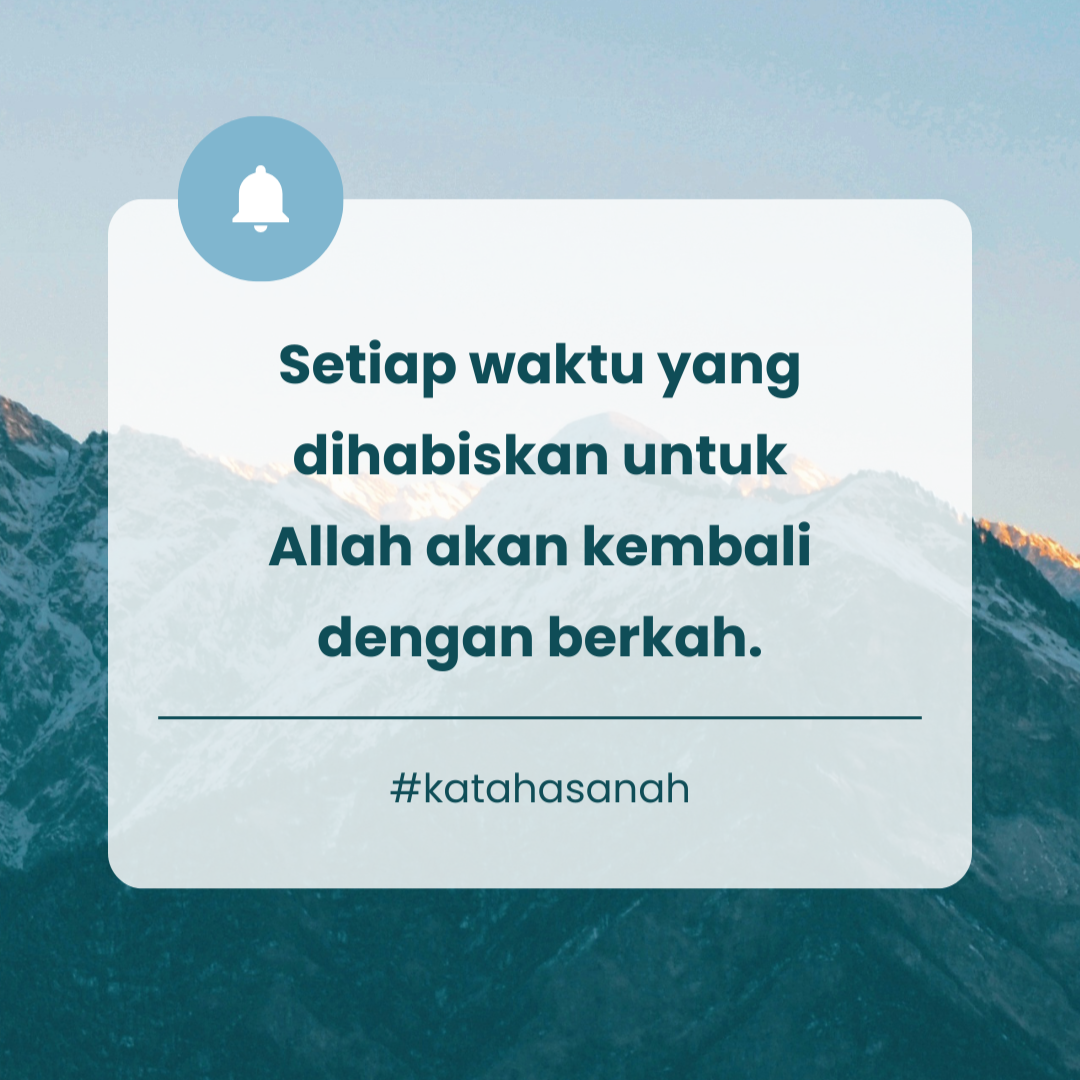 Setiap waktu yang
dihabiskan untuk
Allah akan kembali
dengan berkah.
#katahasanah